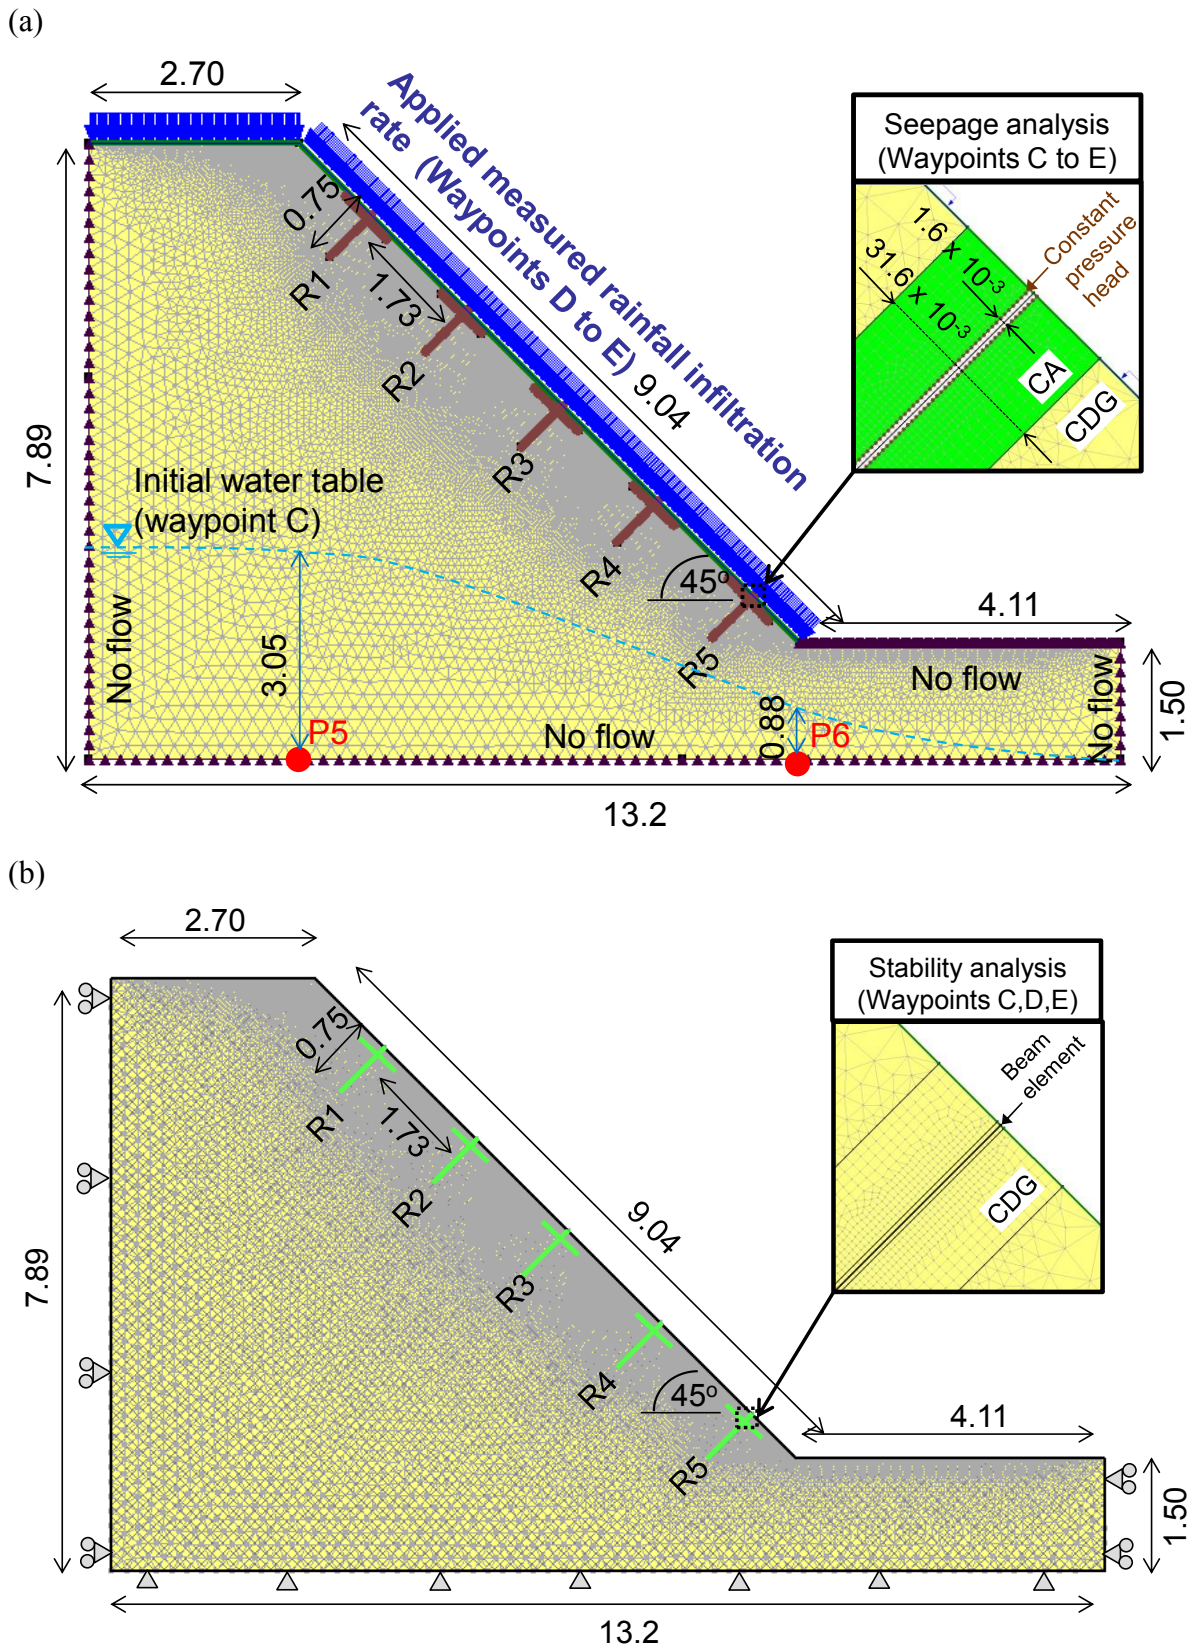 (a)
2.70
Applied measured rainfall infiltration
rate (Waypoints D to E)
9.04
Seepage analysis
(Waypoints C to E)
1.6 x 10-3
31.6 x 10-3
Constant
pressure
head
CA
CDG
0.75
R1
1.73
R2
R3
R4
R5
7.89
Initial water table
(waypoint C)
45o
4.11
No flow
3.05
No flow
No flow
No flow
1.50
P5
0.88
P6
13.2
(b)
2.70
Stability analysis
(Waypoints C,D,E)
Beam
element
CDG
0.75
R1
1.73
R2
9.04
R3
R4
R5
7.89
45o
4.11
1.50
13.2